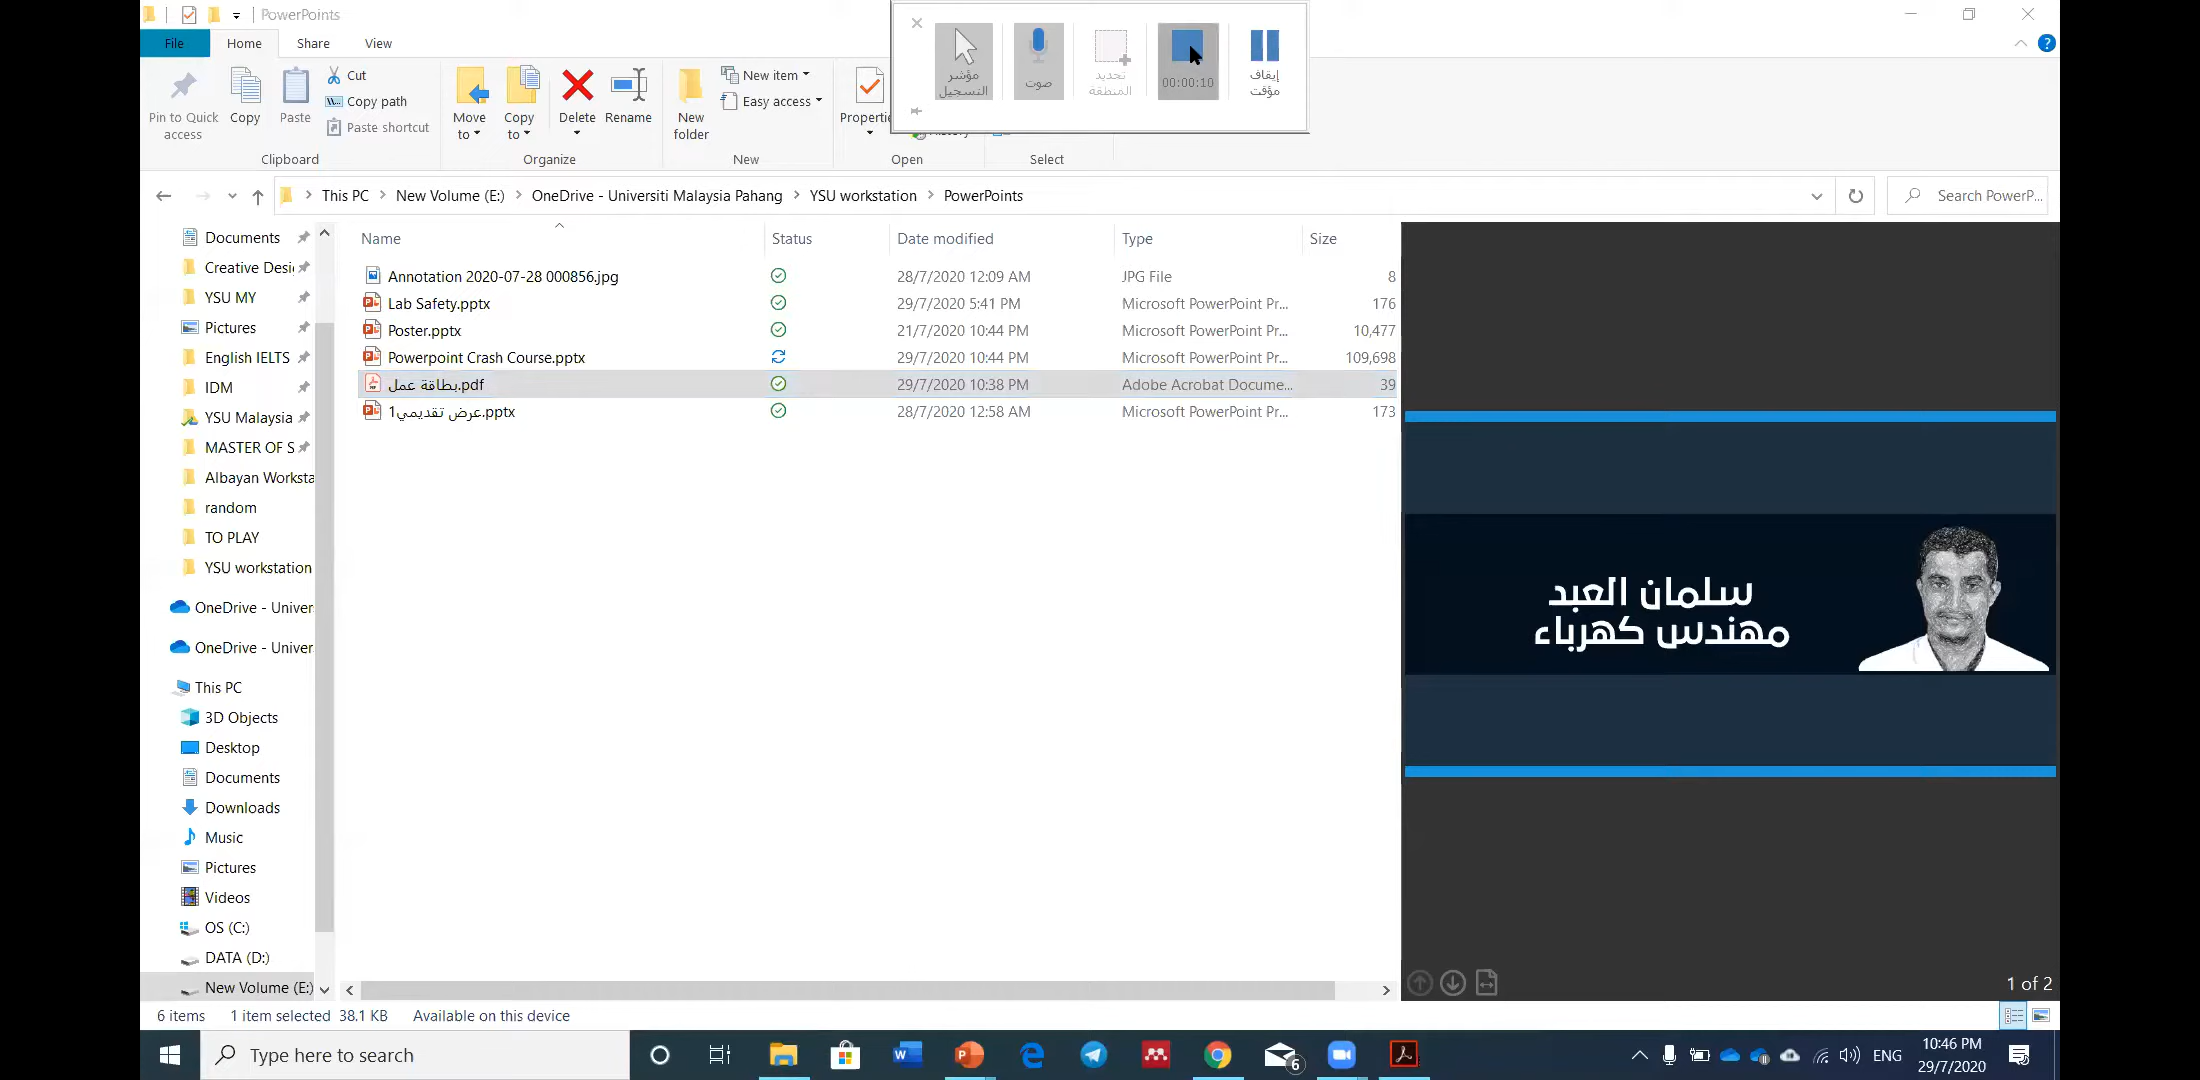 PowerPoints
File
Home
Share
View
Pin to Quick access
Copy
Paste
Cut
Copy path
Paste shortcut
Clipboard
Move to
Copy to
Delete
Rename
Organize
New folder
New item
Easy access
New
Properti
History
Open
Select
مؤشر التسجيل
صوت
تحديد المنطقة
00:00:10
إيقاف مؤقت
This PC
New Volume (E:)
OneDrive - Universiti Malaysia Pahang
YSU workstation
PowerPoints
Search PowerP...
Documents
Creative Desi
YSU MY
Pictures
English IELTS
IDM
YSU Malaysia
MASTER OF S
Albayan Worksta
random
TO PLAY
YSU workstation
OneDrive - Univer
OneDrive - Univer
This PC
3D Objects
Desktop
Documents
Downloads
Music
Pictures
Videos
OS (C:)
DATA (D:)
New Volume (E:)
Name Status Date modified Type Size
Annotation 2020-07-28 000856.jpg 28/7/2020 12:09 AM JPG File 8
Lab Safety.pptx 29/7/2020 5:41 PM Microsoft PowerPoint Pr... 176
Poster.pptx 21/7/2020 10:44 PM Microsoft PowerPoint Pr... 10,477
Powerpoint Crash Course.pptx 29/7/2020 10:44 PM Microsoft PowerPoint Pr... 109,698
بطاقة عمل.pdf 29/7/2020 10:38 PM Adobe Acrobat Docume... 39
عرض تقديمي1.pptx 28/7/2020 12:58 AM Microsoft PowerPoint Pr... 173
سلمان العبد
مهندس كهرباء
1 of 2
6 items 1 item selected 38.1 KB Available on this device
Type here to search
6
ENG
10:46 PM
29/7/2020